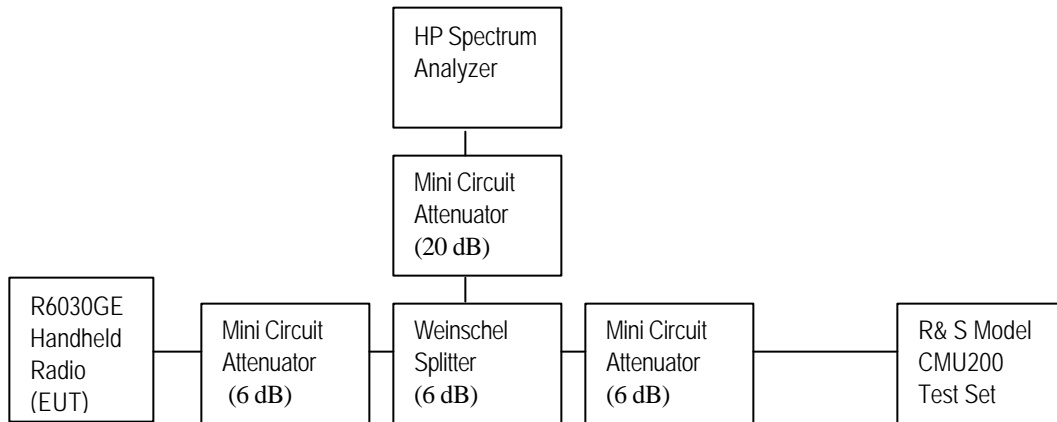 HP Spectrum
Analyzer
Mini Circuit
Attenuator
(20 dB)
R6030GE
Handheld
Radio
(EUT)
Mini Circuit
Attenuator
(6 dB)
Weinschel
Splitter
(6 dB)
Mini Circuit
Attenuator
(6 dB)
R& S Model
CMU200
Test Set